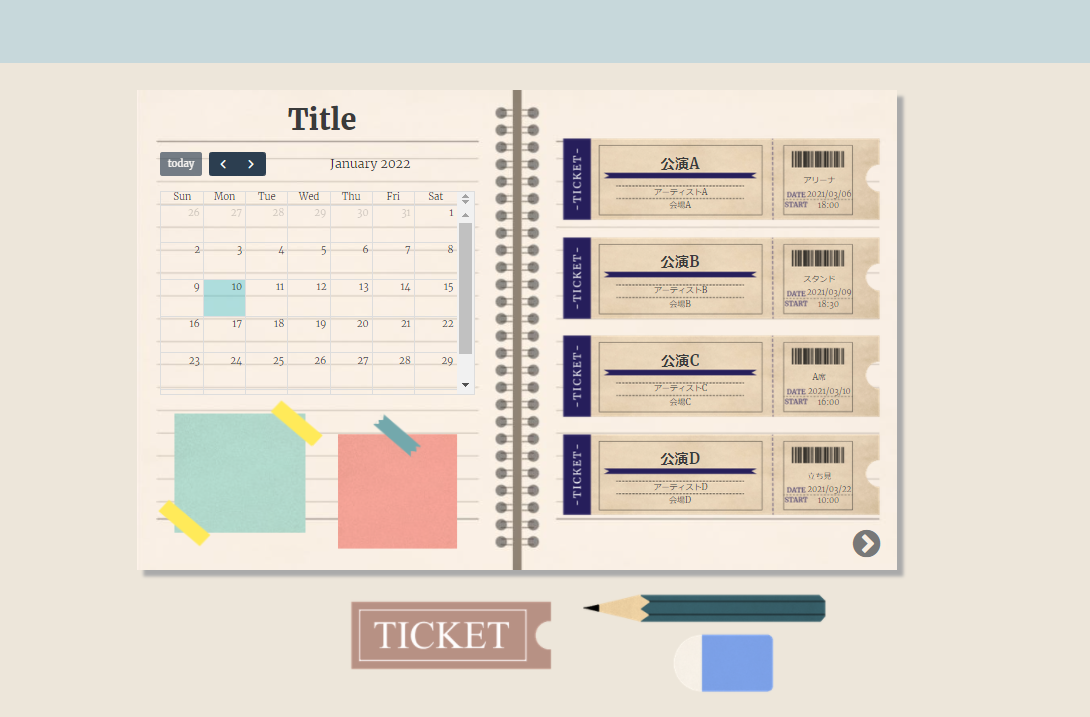 Title
today
January 2022
Sun Mon Tue Wed Thu Fri Sat
26 27 28 29 30 31 1
2 3 4 5 6 7 8
9 10 11 12 13 14 15
16 17 18 19 20 21 22
23 24 25 26 27 28 29
-TICKET-
公演A
アーティストA
会場A
アリーナ
DATE 2021/03/06
START 18:00
-TICKET-
公演B
アーティストB
会場B
スタンド
DATE 2021/03/09
START 18:30
-TICKET-
公演C
アーティストC
会場C
A席
DATE 2021/03/10
START 16:00
-TICKET-
公演D
アーティストD
会場D
立ち見
DATE 2021/03/22
START 10:00
TICKET